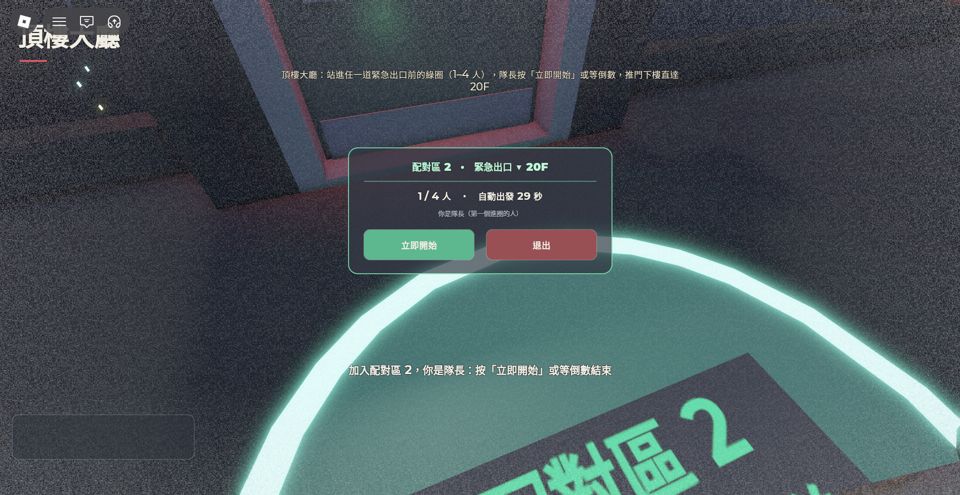 頂樓大廳
頂樓大廳：站進任一道緊急出口前的綠圈（1–4 人），隊長按「立即開始」或等倒數，推門下樓直達
20F
配對區 2 • 緊急出口 ▼ 20F
1 / 4 人 • 自動出發 29 秒
你是隊長（第一個進圈的人）
立即開始
退出
加入配對區 2，你是隊長：按「立即開始」或等倒數結束
配對區 2